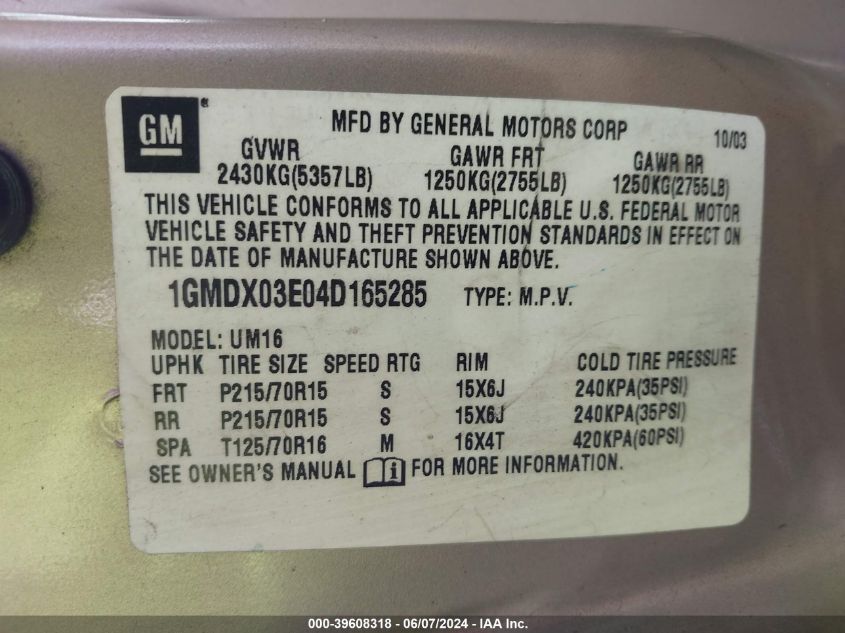 GM®
MFD BY GENERAL MOTORS CORP 10/03
GVWR GAWR FRT GAWR RR
2430KG(5357LB) 1250KG(2755LB) 1250KG(2755LB)
THIS VEHICLE CONFORMS TO ALL APPLICABLE U.S. FEDERAL MOTOR
VEHICLE SAFETY AND THEFT PREVENTION STANDARDS IN EFFECT ON
THE DATE OF MANUFACTURE SHOWN ABOVE.
1GMDX03E04D165285 TYPE: M.P.V.
MODEL: UM16
UPHK TIRE SIZE SPEED RTG RIM COLD TIRE PRESSURE
FRT P215/70R15 S 15X6J 240KPA(35PSI)
RR P215/70R15 S 15X6J 240KPA(35PSI)
SPA T125/70R16 M 16X4T 420KPA(60PSI)
SEE OWNER'S MANUAL i FOR MORE INFORMATION.
000-39608318 - 06/07/2024 - IAA Inc.